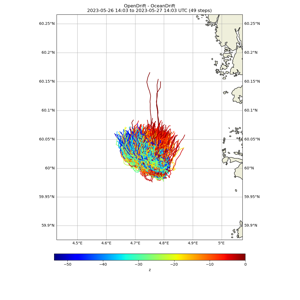 OpenDrift - OceanDrift
2023-05-26 14:03 to 2023-05-27 14:03 UTC (49 steps)
60.25°N
60.25°N
60.2°N
60.2°N
60.15°N
60.15°N
60.1°N
60.1°N
60.05°N
60.05°N
60°N
60°N
59.95°N
59.95°N
59.9°N
59.9°N
4.5°E
4.6°E
4.7°E
4.8°E
4.9°E
5°E
−50
−40
−30
−20
−10
0
z